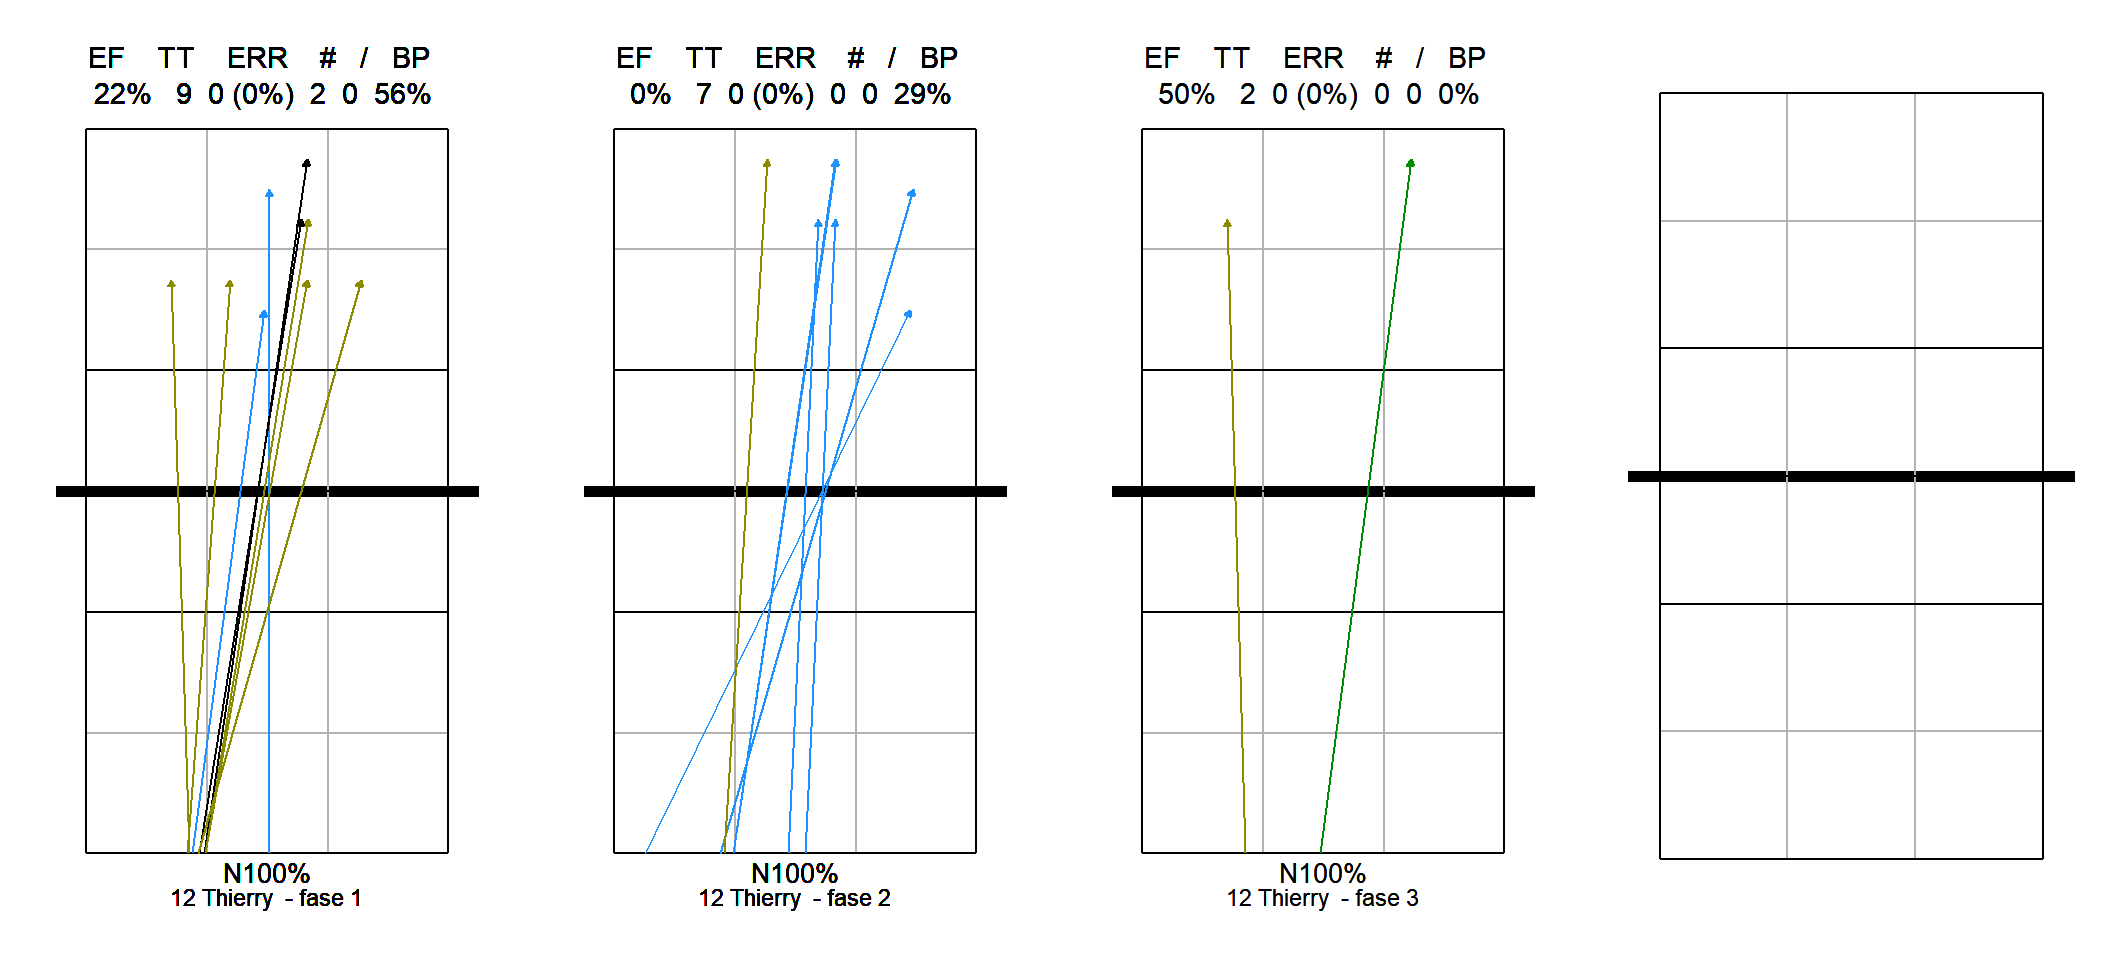 EF TT ERR # / BP
22% 9 0 (0%) 2 0 56%
N100%
12 Thierry - fase 1
EF TT ERR # / BP
0% 7 0 (0%) 0 0 29%
N100%
12 Thierry - fase 2
EF TT ERR # / BP
50% 2 0 (0%) 0 0 0%
N100%
12 Thierry - fase 3